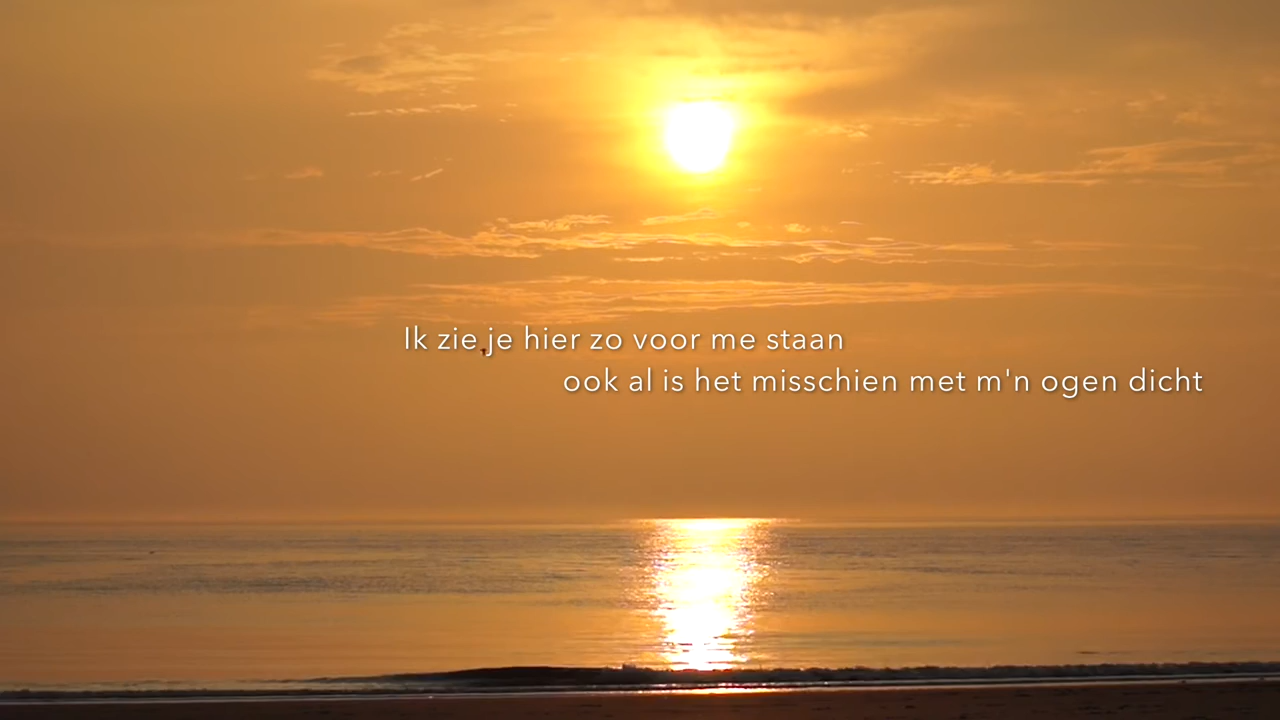 Ik zie je hier zo voor me staan
ook al is het misschien met m'n ogen dicht